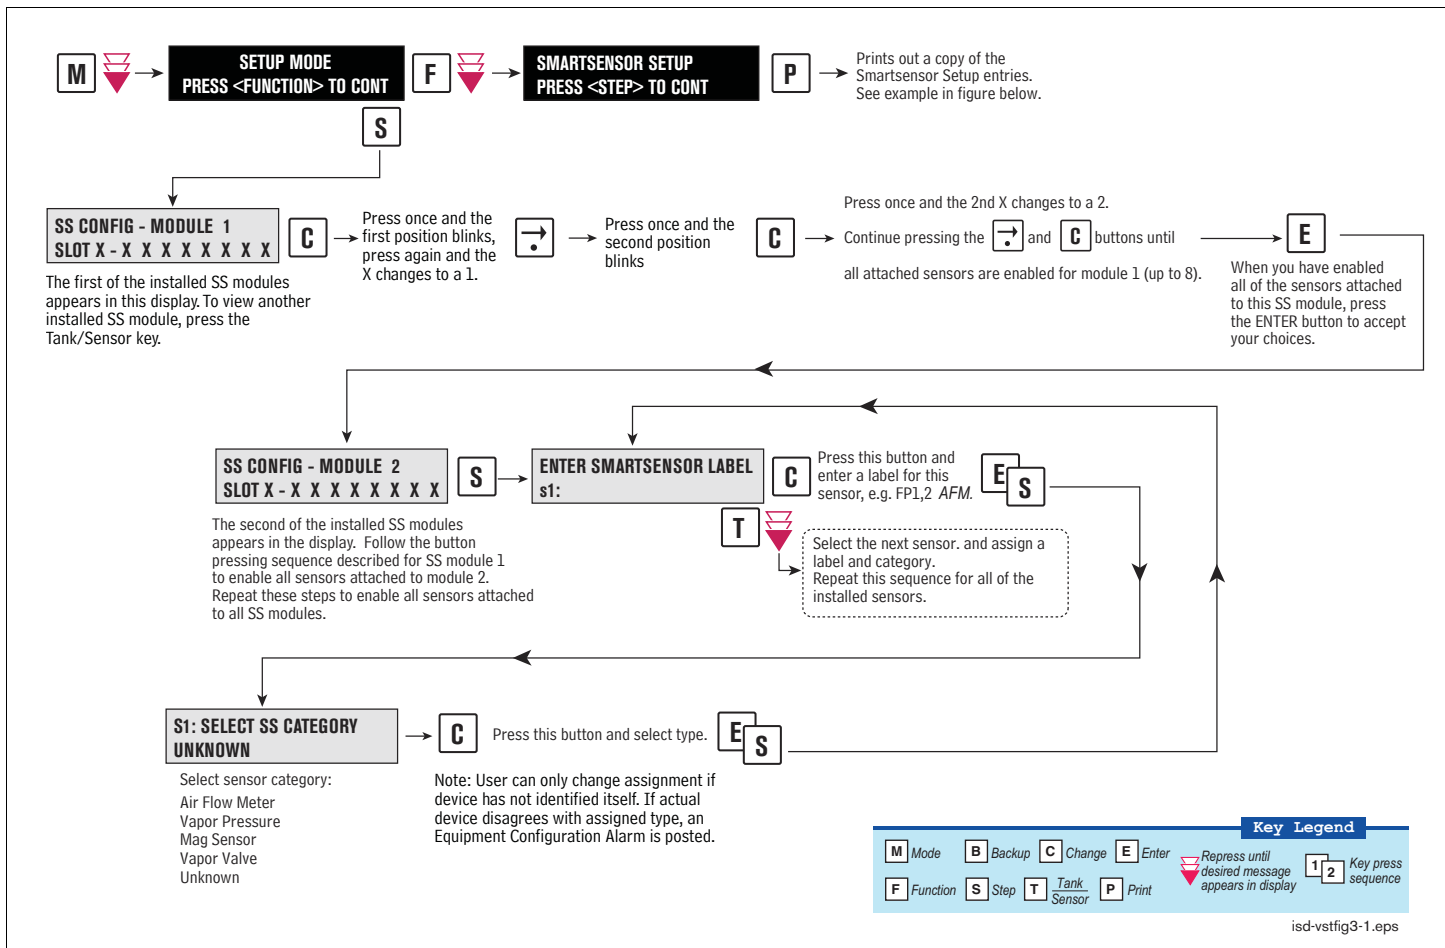 M
SETUP MODE
PRESS <FUNCTION> TO CONT
F
SMARTSENSOR SETUP
PRESS <STEP> TO CONT
P
Prints out a copy of the
Smartsensor Setup entries.
See example in figure below.
S
SS CONFIG - MODULE 1
SLOT X - X X X X X X X X
The first of the installed SS modules
appears in this display. To view another
installed SS module, press the
Tank/Sensor key.
C
Press once and the
first position blinks,
press again and the
X changes to a 1.
Press once and the
second position
blinks
C
Press once and the 2nd X changes to a 2.
Continue pressing the and C buttons until
all attached sensors are enabled for module 1 (up to 8).
E
When you have enabled
all of the sensors attached
to this SS module, press
the ENTER button to accept
your choices.
SS CONFIG - MODULE 2
SLOT X - X X X X X X X X
The second of the installed SS modules
appears in the display. Follow the button
pressing sequence described for SS module 1
to enable all sensors attached to module 2.
Repeat these steps to enable all sensors attached
to all SS modules.
S
ENTER SMARTSENSOR LABEL
s1:
C
Press this button and
enter a label for this
sensor, e.g. FP1,2 AFM.
E
S
T
Select the next sensor. and assign a
label and category.
Repeat this sequence for all of the
installed sensors.
S1: SELECT SS CATEGORY
UNKNOWN
Select sensor category:
Air Flow Meter
Vapor Pressure
Mag Sensor
Vapor Valve
Unknown
C
Press this button and select type.
E
S
Note: User can only change assignment if
device has not identified itself. If actual
device disagrees with assigned type, an
Equipment Configuration Alarm is posted.
Key Legend
M Mode
B Backup
C Change
E Enter
F Function
S Step
T Tank
Sensor
P Print
Repress until
desired message
appears in display
1 2
Key press
sequence
isd-vstfig3-1.eps